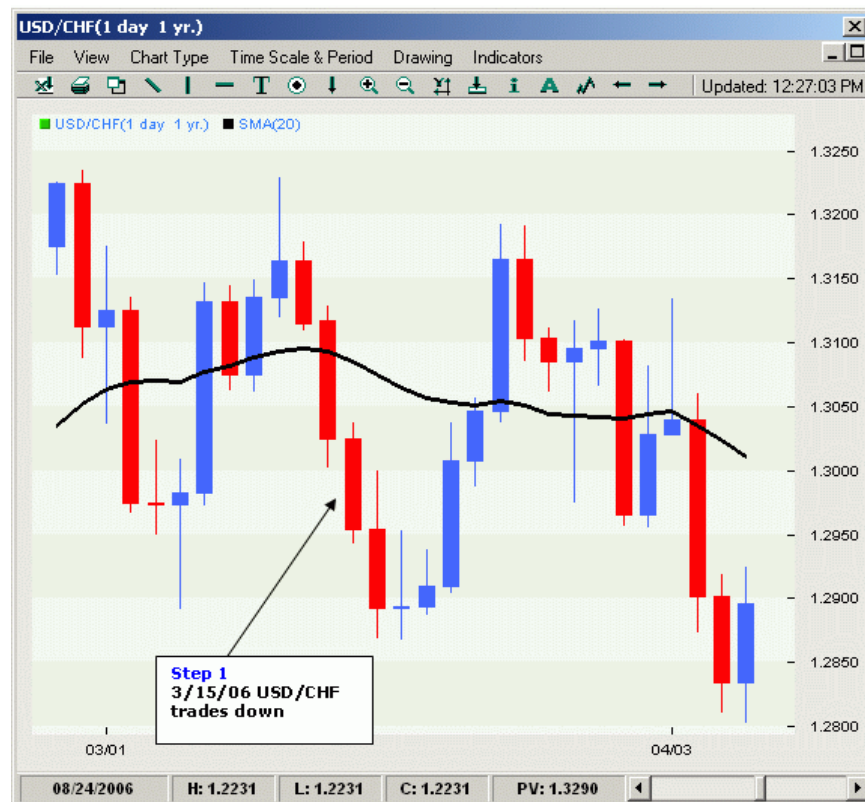 USD/CHF(1 day 1 yr.)
File View Chart Type Time Scale & Period Drawing Indicators
T i A Updated: 12:27:03 PM
USD/CHF(1 day 1 yr.) SMA(20)
1.3250
1.3200
1.3150
1.3100
1.3050
1.3000
1.2950
1.2900
1.2850
1.2800
Step 1
3/15/06 USD/CHF
trades down
03/01 04/03
08/24/2006 H: 1.2231 L: 1.2231 C: 1.2231 PV: 1.3290